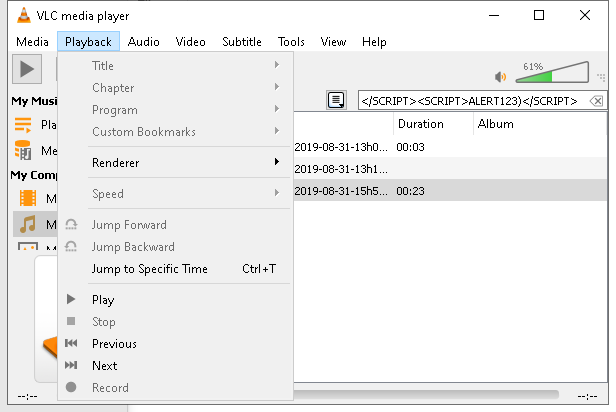 VLC media player
Media Playback Audio Video Subtitle Tools View Help
61%
Title
Chapter
Program
Custom Bookmarks
Renderer
Speed
Jump Forward
Jump Backward
Jump to Specific Time Ctrl+T
Play
Stop
Previous
Next
Record
My Musi
Pla
Me
My Comp
M
M
</SCRIPT><SCRIPT>ALERT123)</SCRIPT>
Duration Album
2019-08-31-13h0... 00:03
2019-08-31-13h1...
2019-08-31-15h5... 00:23
--:-- --:--